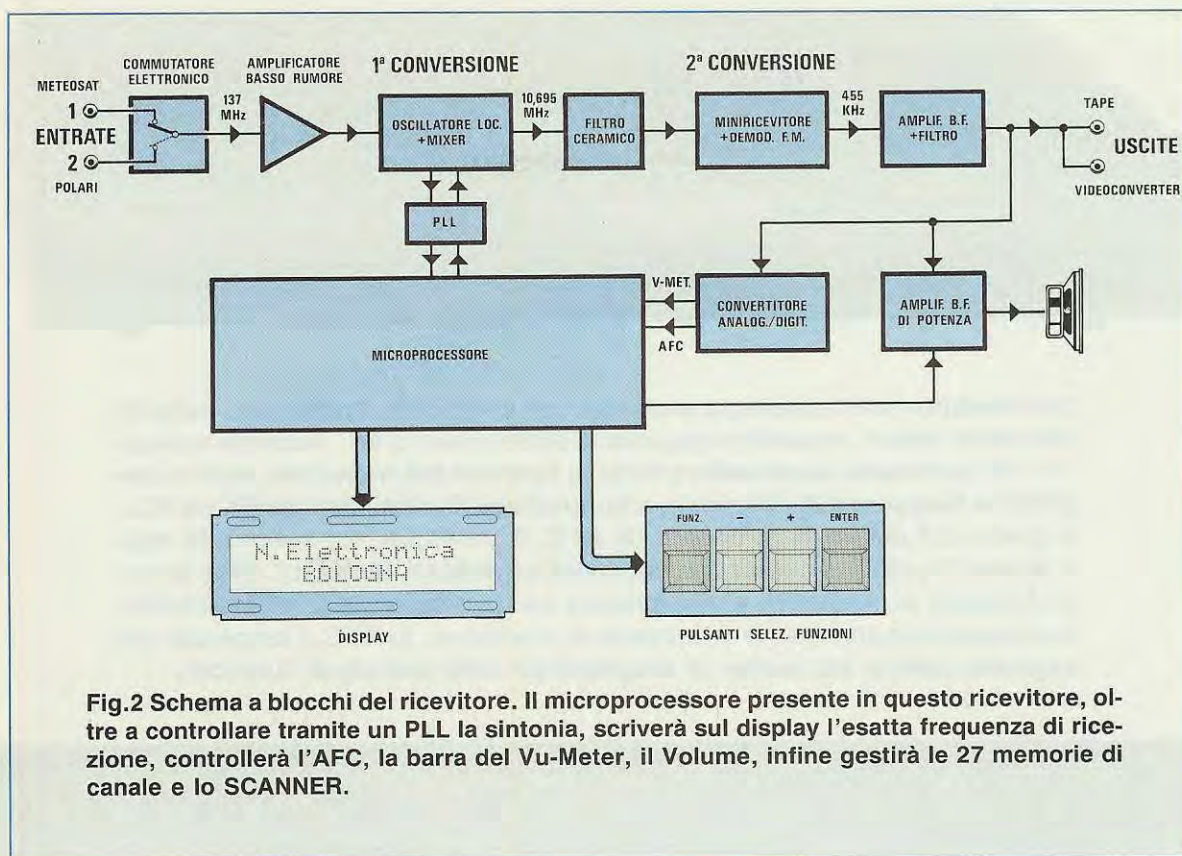 COMMUTATORE
ELETTRONICO
AMPLIFICATORE
BASSO RUMORE
1ª CONVERSIONE
2ª CONVERSIONE
METEOSAT
1
ENTRATE
2
POLARI
137
MHz
OSCILLATORE LOC.
+MIXER
10,695
MHz
FILTRO
CERAMICO
MINIRICEVITORE
+DEMOD. F.M.
455
KHz
AMPLIF. B.F.
+FILTRO
TAPE
USCITE
VIDEOCONVERTER
PLL
MICROPROCESSORE
V-MET.
AFC
CONVERTITORE
ANALOG./DIGIT.
AMPLIF. B.F.
DI POTENZA
N.Elettronica
BOLOGNA
DISPLAY
FUNZ.
-
+
ENTER
PULSANTI SELEZ. FUNZIONI
Fig.2 Schema a blocchi del ricevitore. Il microprocessore presente in questo ricevitore, ol-
tre a controllare tramite un PLL la sintonia, scriverà sul display l'esatta frequenza di rice-
zione, controllerà l'AFC, la barra del Vu-Meter, il Volume, infine gestirà le 27 memorie di
canale e lo SCANNER.